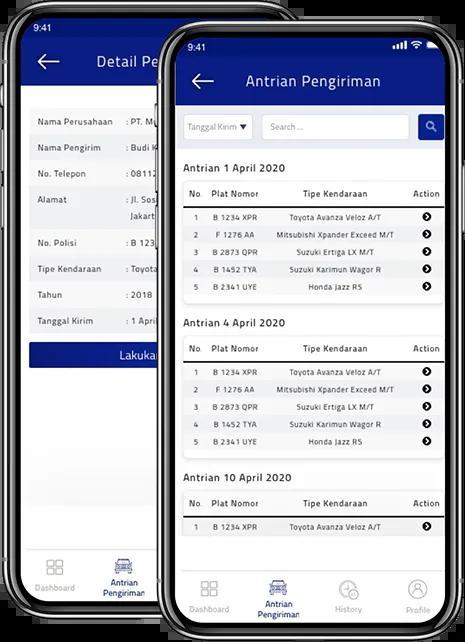 9:41
Detail Pe
Nama Perusahaan : PT. Mu
Nama Pengirim : Budi K
No. Telepon : 0811
Alamat : Jl. Sos
Jakart
No. Polisi : B 123
Tipe Kendaraan : Toyota
Tahun : 2018
Tanggal Kirim : 1 April
Lakuka
Dashboard
Antrian
Pengiriman
9:41
Antrian Pengiriman
Tanggal Kirim
Search ...
Antrian 1 April 2020
No. Plat Nomor Tipe Kendaraan Action
1 B 1234 XPR Toyota Avanza Veloz A/T
2 F 1276 AA Mitsubishi Xpander Exceed M/T
3 B 2873 QPR Suzuki Ertiga LX M/T
4 B 1452 TYA Suzuki Karimun Wagor R
5 B 2341 UYE Honda Jazz RS
Antrian 4 April 2020
No. Plat Nomor Tipe Kendaraan Action
1 B 1234 XPR Toyota Avanza Veloz A/T
2 F 1276 AA Mitsubishi Xpander Exceed M/T
3 B 2873 QPR Suzuki Ertiga LX M/T
4 B 1452 TYA Suzuki Karimun Wagor R
5 B 2341 UYE Honda Jazz RS
Antrian 10 April 2020
No. Plat Nomor Tipe Kendaraan Action
1 B 1234 XPR Toyota Avanza Veloz A/T
Dashboard
Antrian
Pengiriman
History
Profile